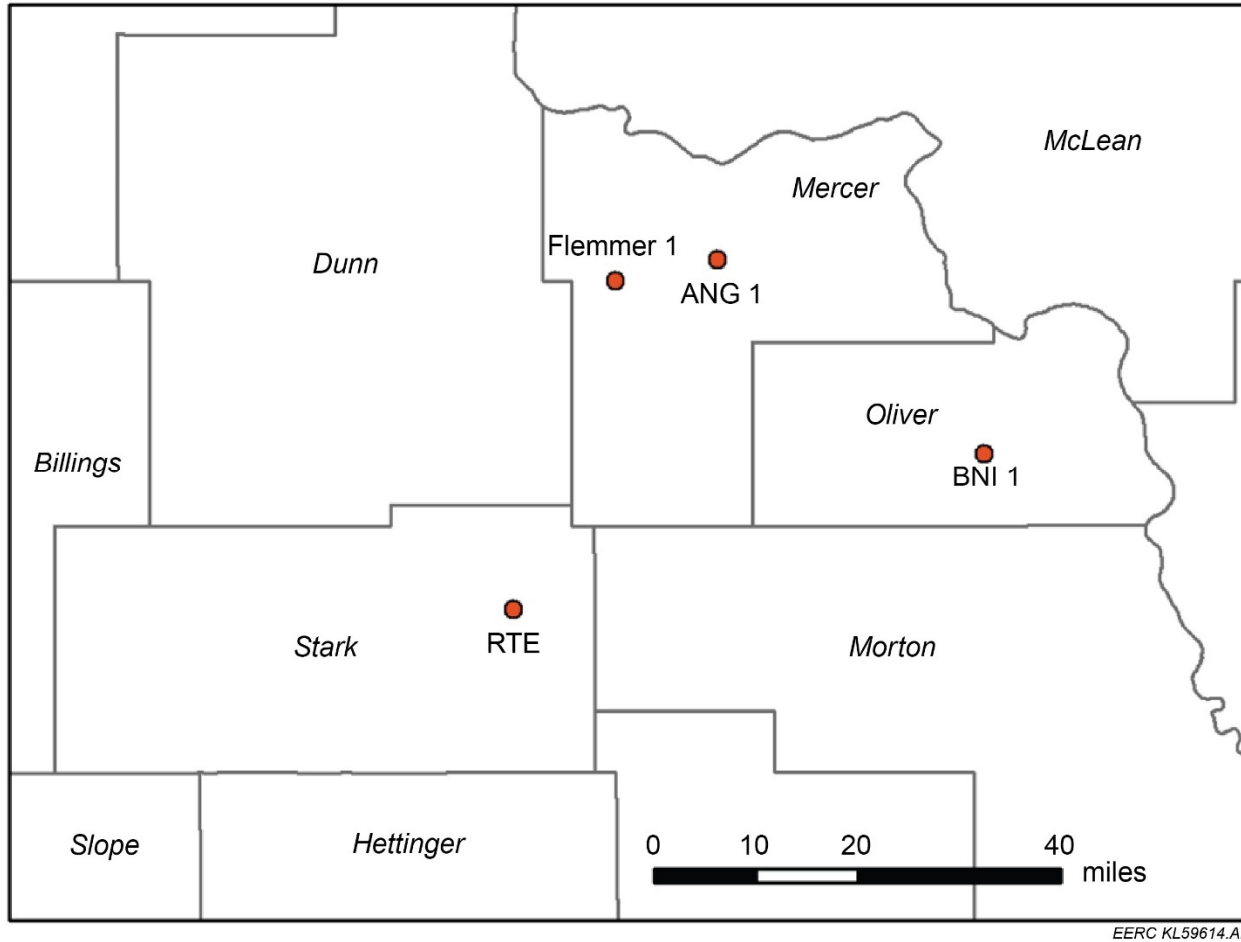 McLean
Mercer
Flemmer 1
Dunn
ANG 1
Oliver
Billings
BNI 1
Stark
RTE
Morton
Slope
Hettinger
0 10 20 40
miles
EERC KL59614.A